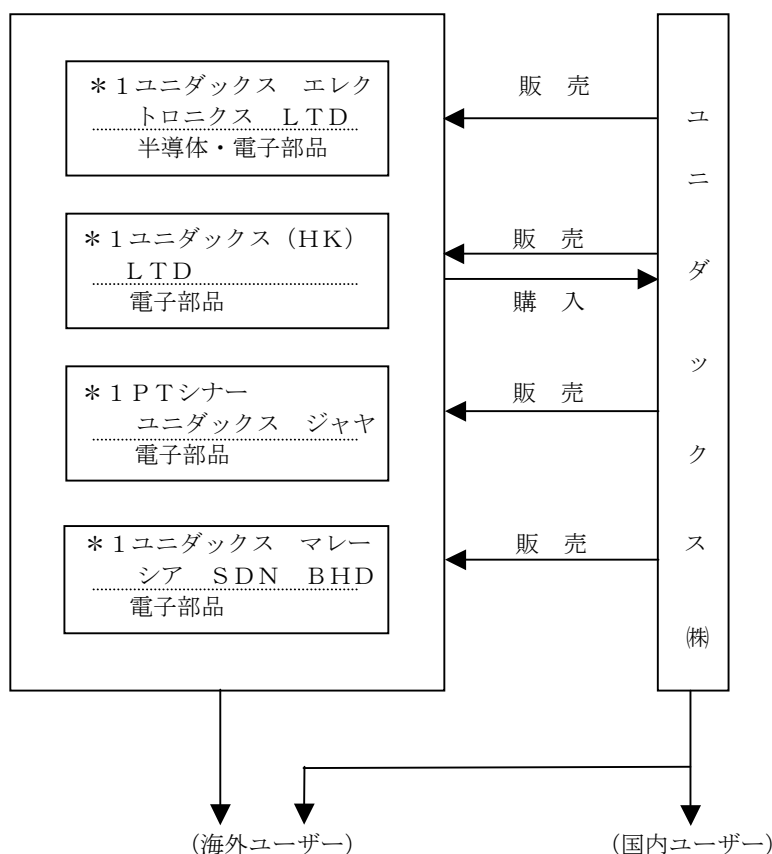 ＊１ユニダックス　エレク
トロニクス　ＬＴＤ
半導体・電子部品
販　売
＊１ユニダックス（ＨＫ）
ＬＴＤ
電子部品
販　売
購　入
＊１ＰＴシナー
ユニダックス　ジャヤ
電子部品
販　売
＊１ユニダックス　マレー
シア　ＳＤＮ　ＢＨＤ
電子部品
販　売
ユニダックス㈱
（海外ユーザー）
（国内ユーザー）